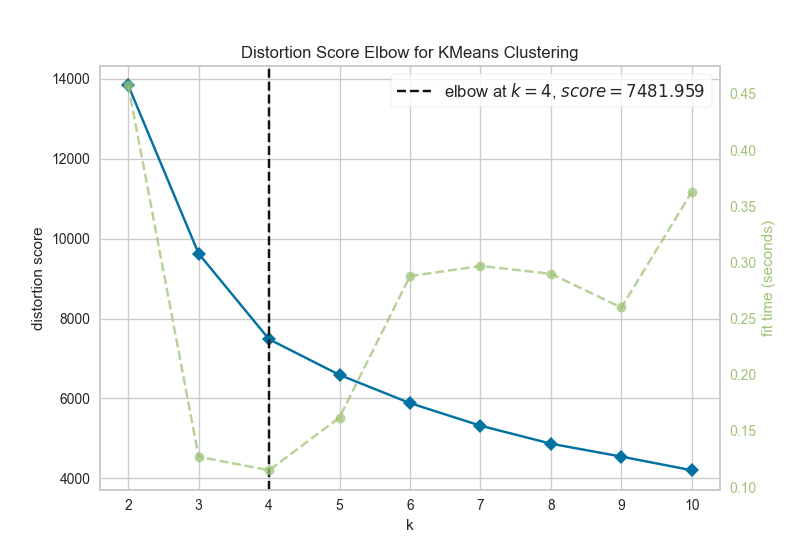 Distortion Score Elbow for KMeans Clustering
elbow at k = 4, score = 7481.959
14000
12000
10000
8000
6000
4000
distortion score
0.45
0.40
0.35
0.30
0.25
0.20
0.15
0.10
fit time (seconds)
2 3 4 5 6 7 8 9 10
k